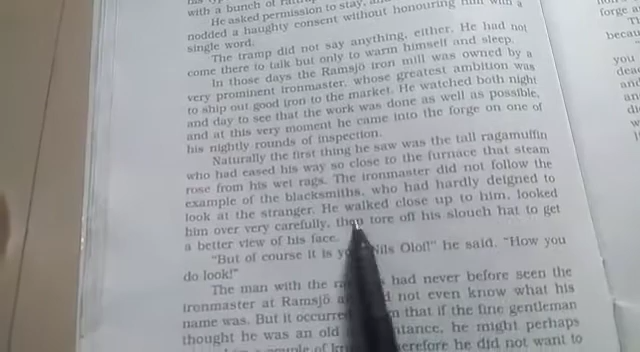 with a bunch of
He asked permission to stay, and
nodded a haughty consent without honouring him with a
single word.
The tramp did not say anything, either. He had not
come there to talk but only to warm himself and sleep.
In those days the Ramsjö iron mill was owned by a
very prominent ironmaster, whose greatest ambition was
to ship out good iron to the market. He watched both night
and day to see that the work was done as well as possible,
and at this very moment he came into the forge on one of
his nightly rounds of inspection.
Naturally the first thing he saw was the tall ragamuffin
who had eased his way so close to the furnace that steam
rose from his wet rags. The ironmaster did not follow the
example of the blacksmiths, who had hardly deigned to
look at the stranger. He walked close up to him, looked
him over very carefully, then tore off his slouch hat to get
a better view of his face.
"But of course it is Nils Olof!" he said. "How you
do look!"
The man with the had never before seen the
ironmaster at Ramsjö not even know what his
name was. But it occurred that if the fine gentleman
thought he was an old he might perhaps
a couple of he did not want to
forge
becau
you
dear
and
and
di
w